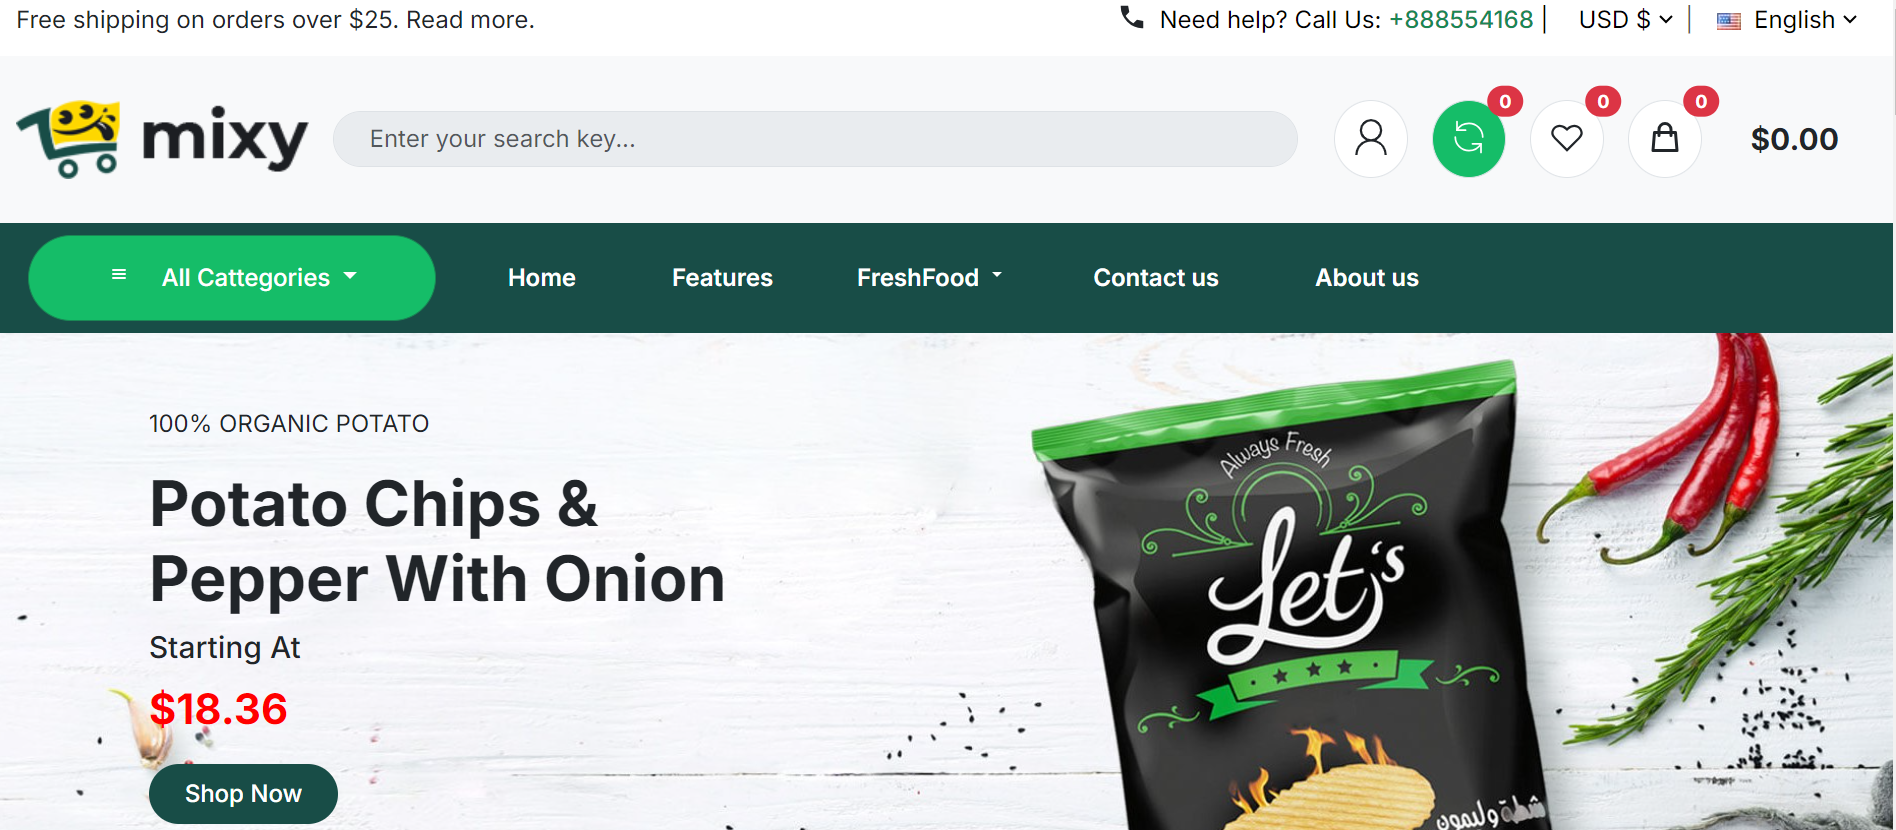 Free shipping on orders over $25. Read more.
Need help? Call Us: +888554168
USD $
English
mixy
Enter your search key...
0
0
0
$0.00
All Cattegories
Home
Features
FreshFood
Contact us
About us
100% ORGANIC POTATO
Potato Chips &
Pepper With Onion
Starting At
$18.36
Shop Now
Always Fresh
Let's
شطة وليمون